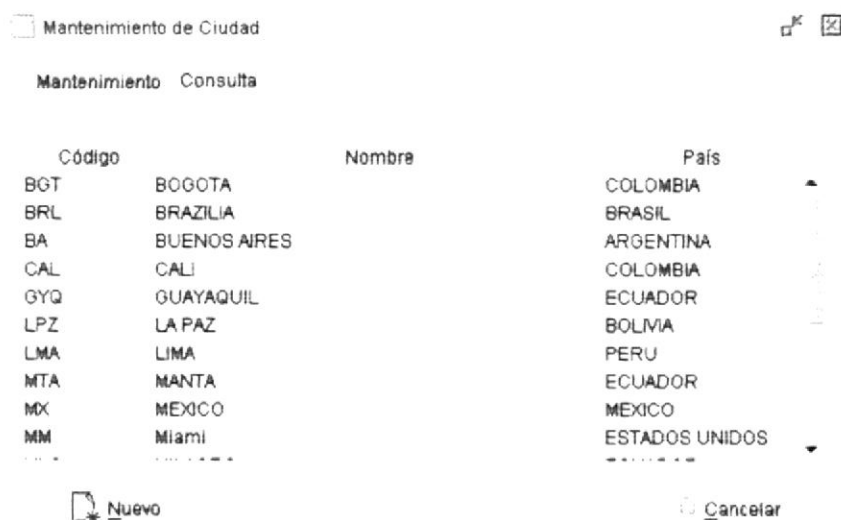 Mantenimiento de Ciudad
Mantenimiento Consulta
Código Nombre País
BGT BOGOTA COLOMBIA
BRL BRAZILIA BRASIL
BA BUENOS AIRES ARGENTINA
CAL CALI COLOMBIA
GYQ GUAYAQUIL ECUADOR
LPZ LA PAZ BOLIVIA
LMA LIMA PERU
MTA MANTA ECUADOR
MX MEXICO MEXICO
MM Miami ESTADOS UNIDOS
Nuevo Cancelar